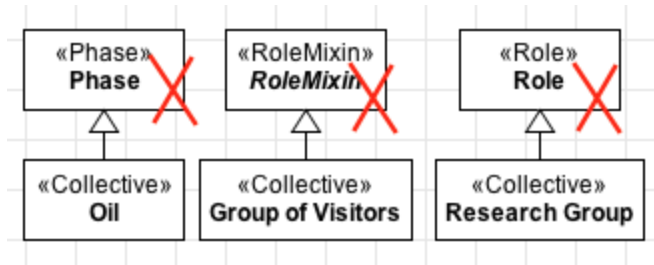 «Phase»
Phase
«RoleMixin»
RoleMixin
«Role»
Role
«Collective»
Oil
«Collective»
Group of Visitors
«Collective»
Research Group